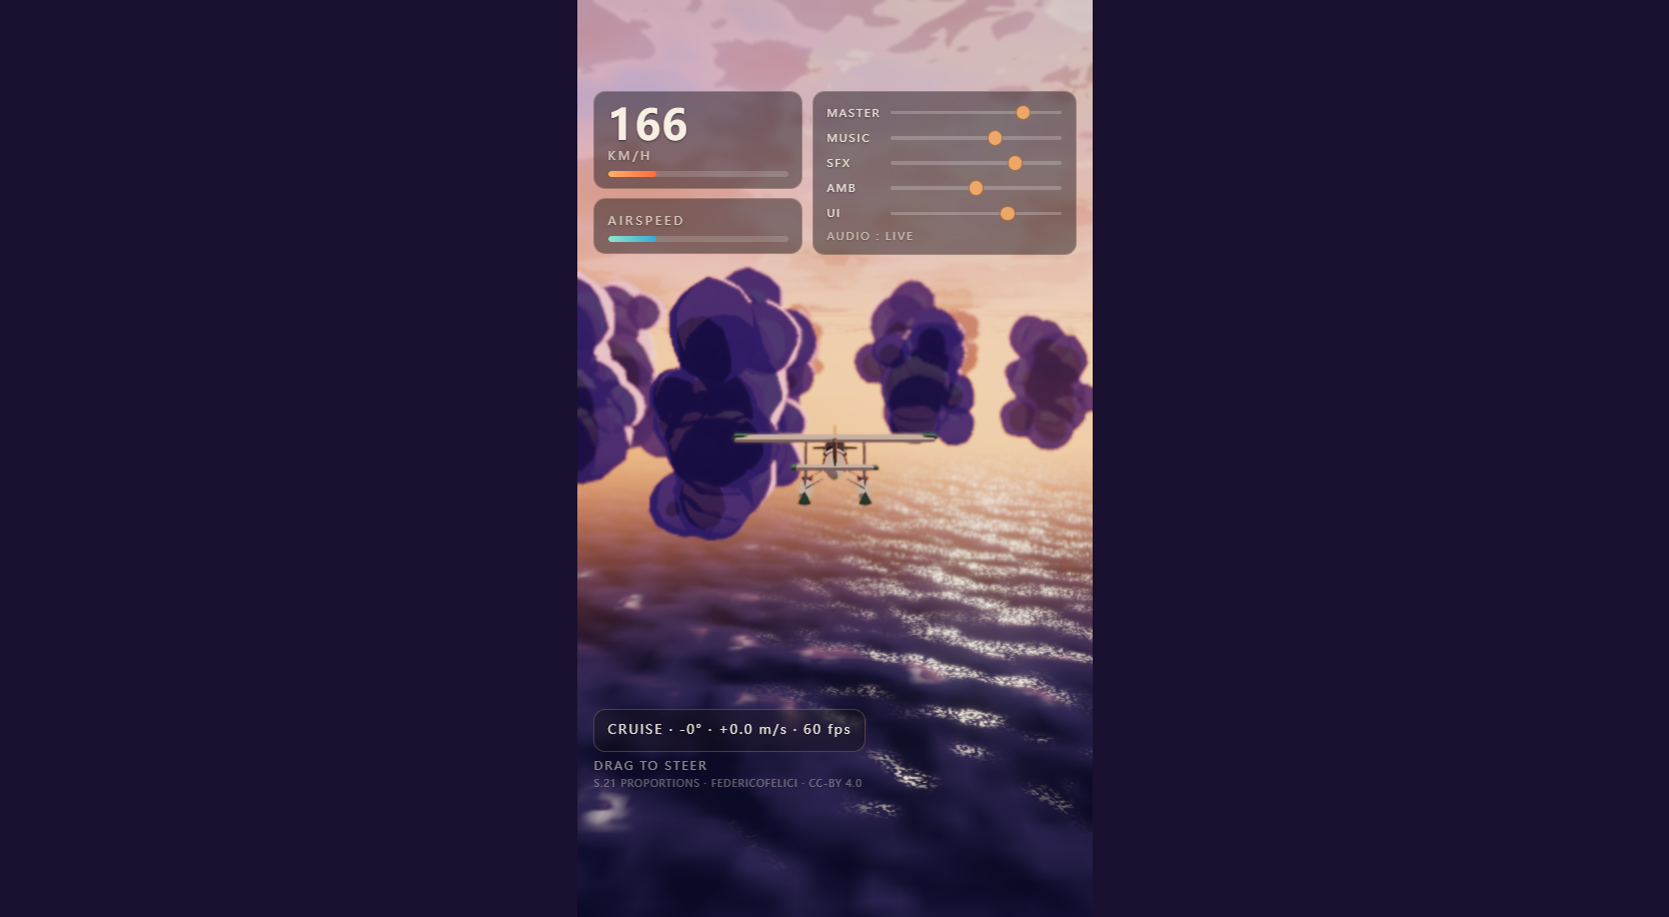 166
KM/H
AIRSPEED
MASTER
MUSIC
SFX
AMB
UI
AUDIO : LIVE
CRUISE · -0° · +0.0 m/s · 60 fps
DRAG TO STEER
S.21 PROPORTIONS · FEDERICOFELICI · CC-BY 4.0